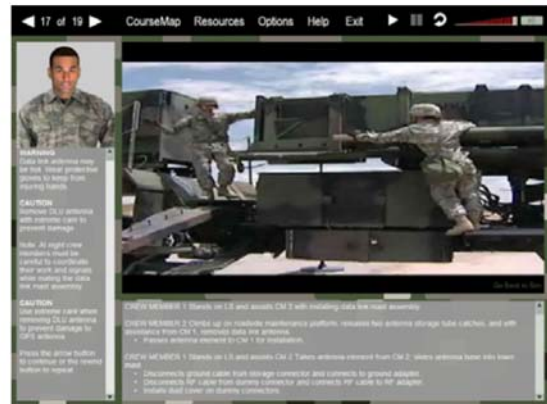 17 of 19
CourseMap Resources Options Help Exit
WARNING
Data link antenna may
be hot. Wear protective
gloves to keep from
injuring hands.
CAUTION
Remove DLU antenna
with extreme care to
prevent damage.
Note: At night crew
members must be
careful to coordinate
their work and signals
while mating the data
link mast assembly.
CAUTION
Use extreme care when
removing DLU antenna
to prevent damage to
GPS antenna.
Press the arrow button
to continue or the rewind
button to repeat.
Go Back to Sim
CREW MEMBER 1 Stands on LS and assists CM 2 with installing data link mast assembly.
CREW MEMBER 2 Climbs up on roadside maintenance platform, releases two antenna storage tube catches, and with
assistance from CM 1, removes data link antenna.
Passes antenna element to CM 1 for installation.
CREW MEMBER 1 Stands on LS and assists CM 2 Takes antenna element from CM 2, slides antenna base into lower
mast
Disconnects ground cable from storage connector and connects to ground adapter.
Disconnects RF cable from dummy connector and connects RF cable to RF adapter.
Installs dust cover on dummy connectors.